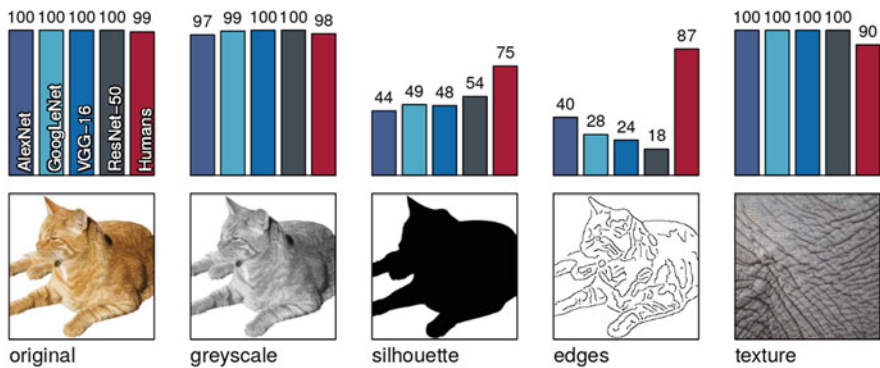 100 100 100 100 99
AlexNet
GoogLeNet
VGG-16
ResNet-50
Humans
original
97 99 100 100 98
greyscale
44 49 48 54 75
silhouette
40 28 24 18 87
edges
100 100 100 100 90
texture